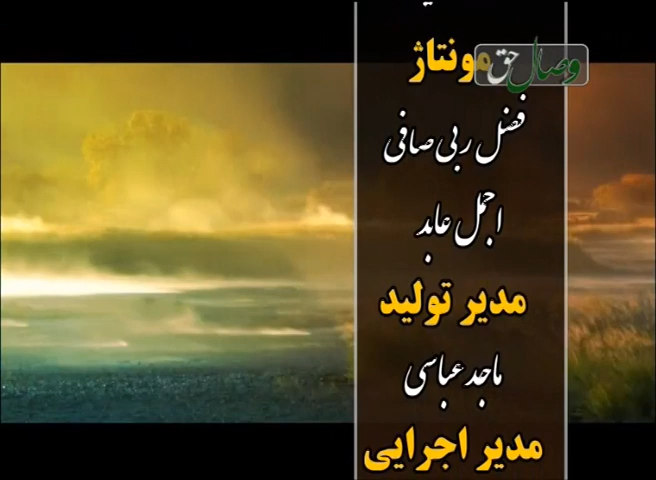 مونتاژ
وصال حق
فضل ربی صافی
اجمل عابد
مدیر تولید
ماجد عباسی
مدیر اجرایی